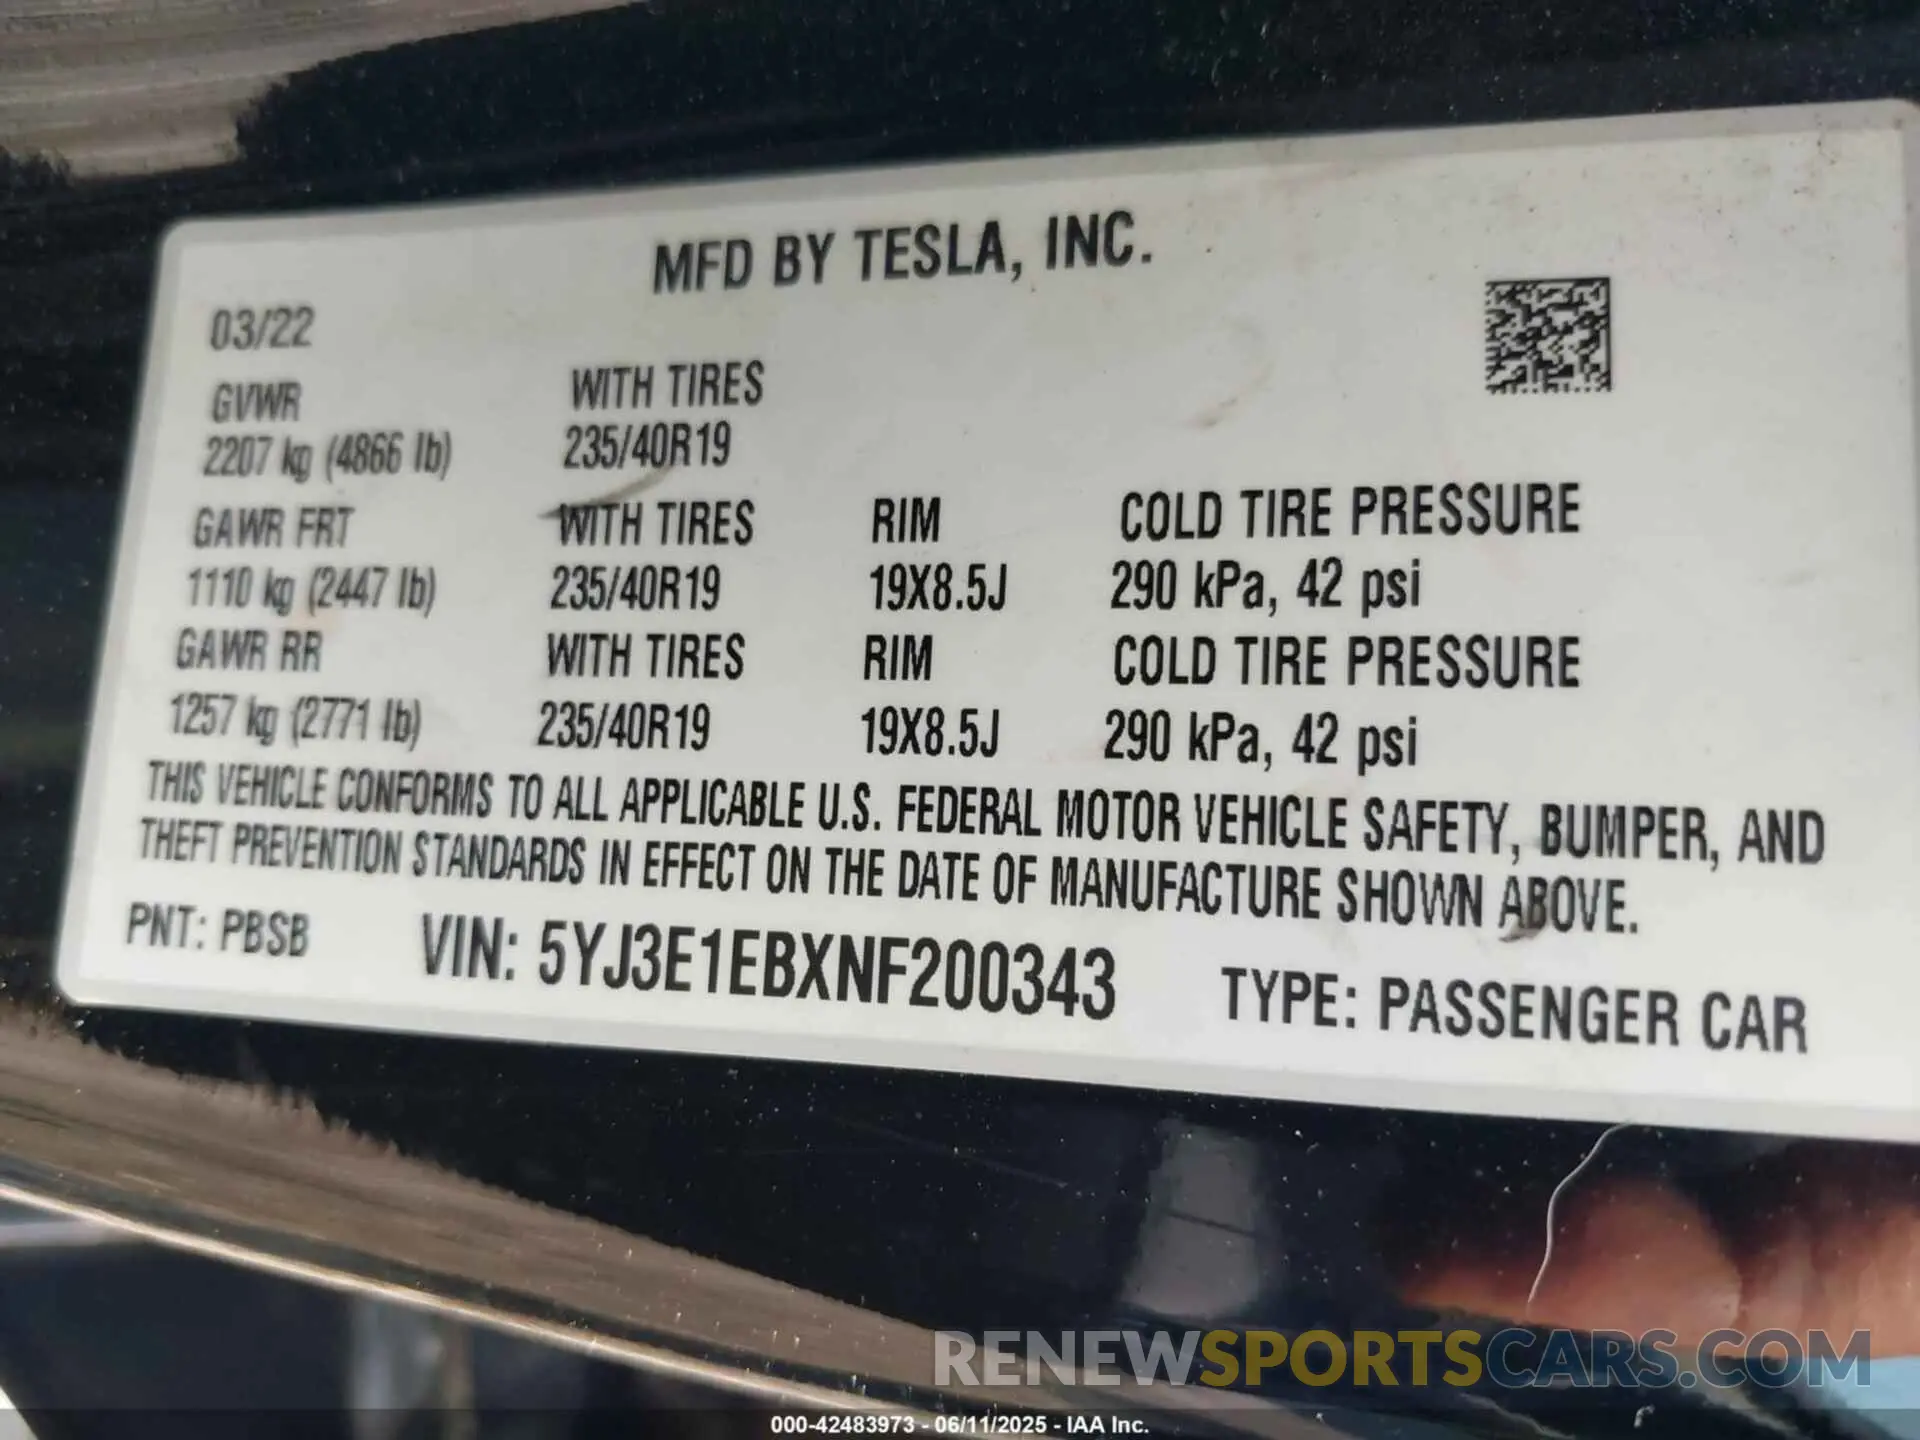 MFD BY TESLA, INC.
03/22
GVWR WITH TIRES
2207 kg (4866 lb) 235/40R19
GAWR FRT WITH TIRES RIM COLD TIRE PRESSURE
1110 kg (2447 lb) 235/40R19 19X8.5J 290 kPa, 42 psi
GAWR RR WITH TIRES RIM COLD TIRE PRESSURE
1257 kg (2771 lb) 235/40R19 19X8.5J 290 kPa, 42 psi
THIS VEHICLE CONFORMS TO ALL APPLICABLE U.S. FEDERAL MOTOR VEHICLE SAFETY, BUMPER, AND
THEFT PREVENTION STANDARDS IN EFFECT ON THE DATE OF MANUFACTURE SHOWN ABOVE.
PNT: PBSB VIN: 5YJ3E1EBXNF200343 TYPE: PASSENGER CAR
RENEWSPORTSCARS.COM
000-42483973 - 06/11/2025 - IAA Inc.